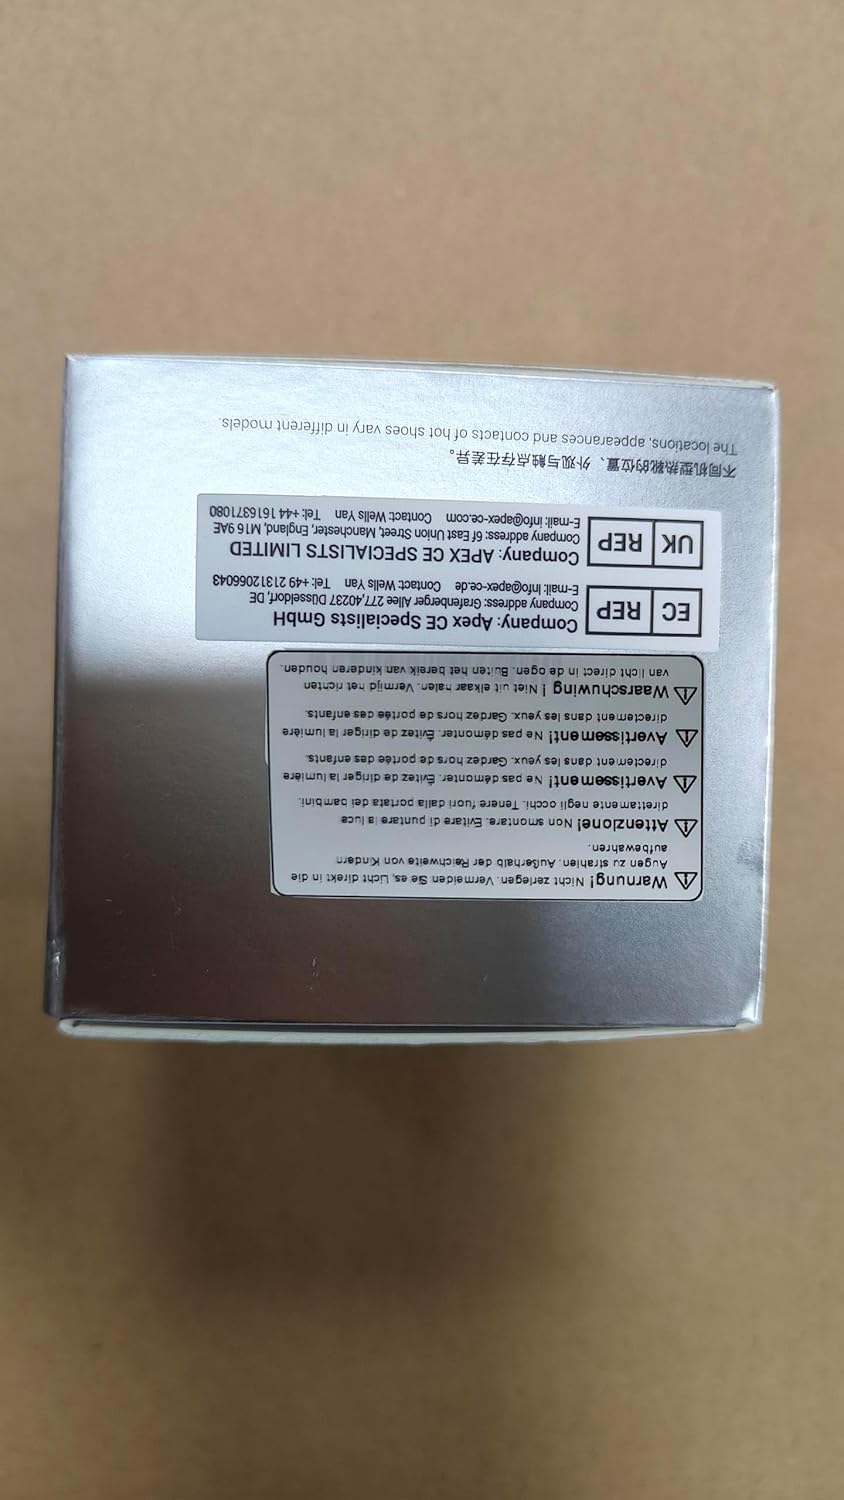 Warnung! Nicht zerlegen. Vermeiden Sie es, Licht direkt in die
Augen zu strahlen. Außerhalb der Reichweite von Kindern
aufbewahren.
Attenzione! Non smontare. Evitare di puntare la luce
direttamente negli occhi. Tenere fuori dalla portata dei bambini.
Avertissement! Ne pas démonter. Évitez de diriger la lumière
directement dans les yeux. Gardez hors de portée des enfants.
Avertissement! Ne pas démonter. Évitez de diriger la lumière
directement dans les yeux. Gardez hors de portée des enfants.
Waarschuwing ! Niet uit elkaar halen. Vermijd het richten
van licht direct in de ogen. Buiten het bereik van kinderen houden.
EC REP
Company: Apex CE Specialists GmbH
Company address: Grafenberger Allee 277,40237 Düsseldorf, DE
E-mail: Info@apex-ce.de Contact: Wells Yan Tel: +49 21312066043
UK REP
Company: APEX CE SPECIALISTS LIMITED
Company address: 6f East Union Street, Manchester, England, M16 9AE
E-mail: info@apex-ce.com Contact: Wells Yan Tel: +44 1616371080
不同机型热靴的位置、外观与触点存在差异。
The locations, appearances and contacts of hot shoes vary in different models.